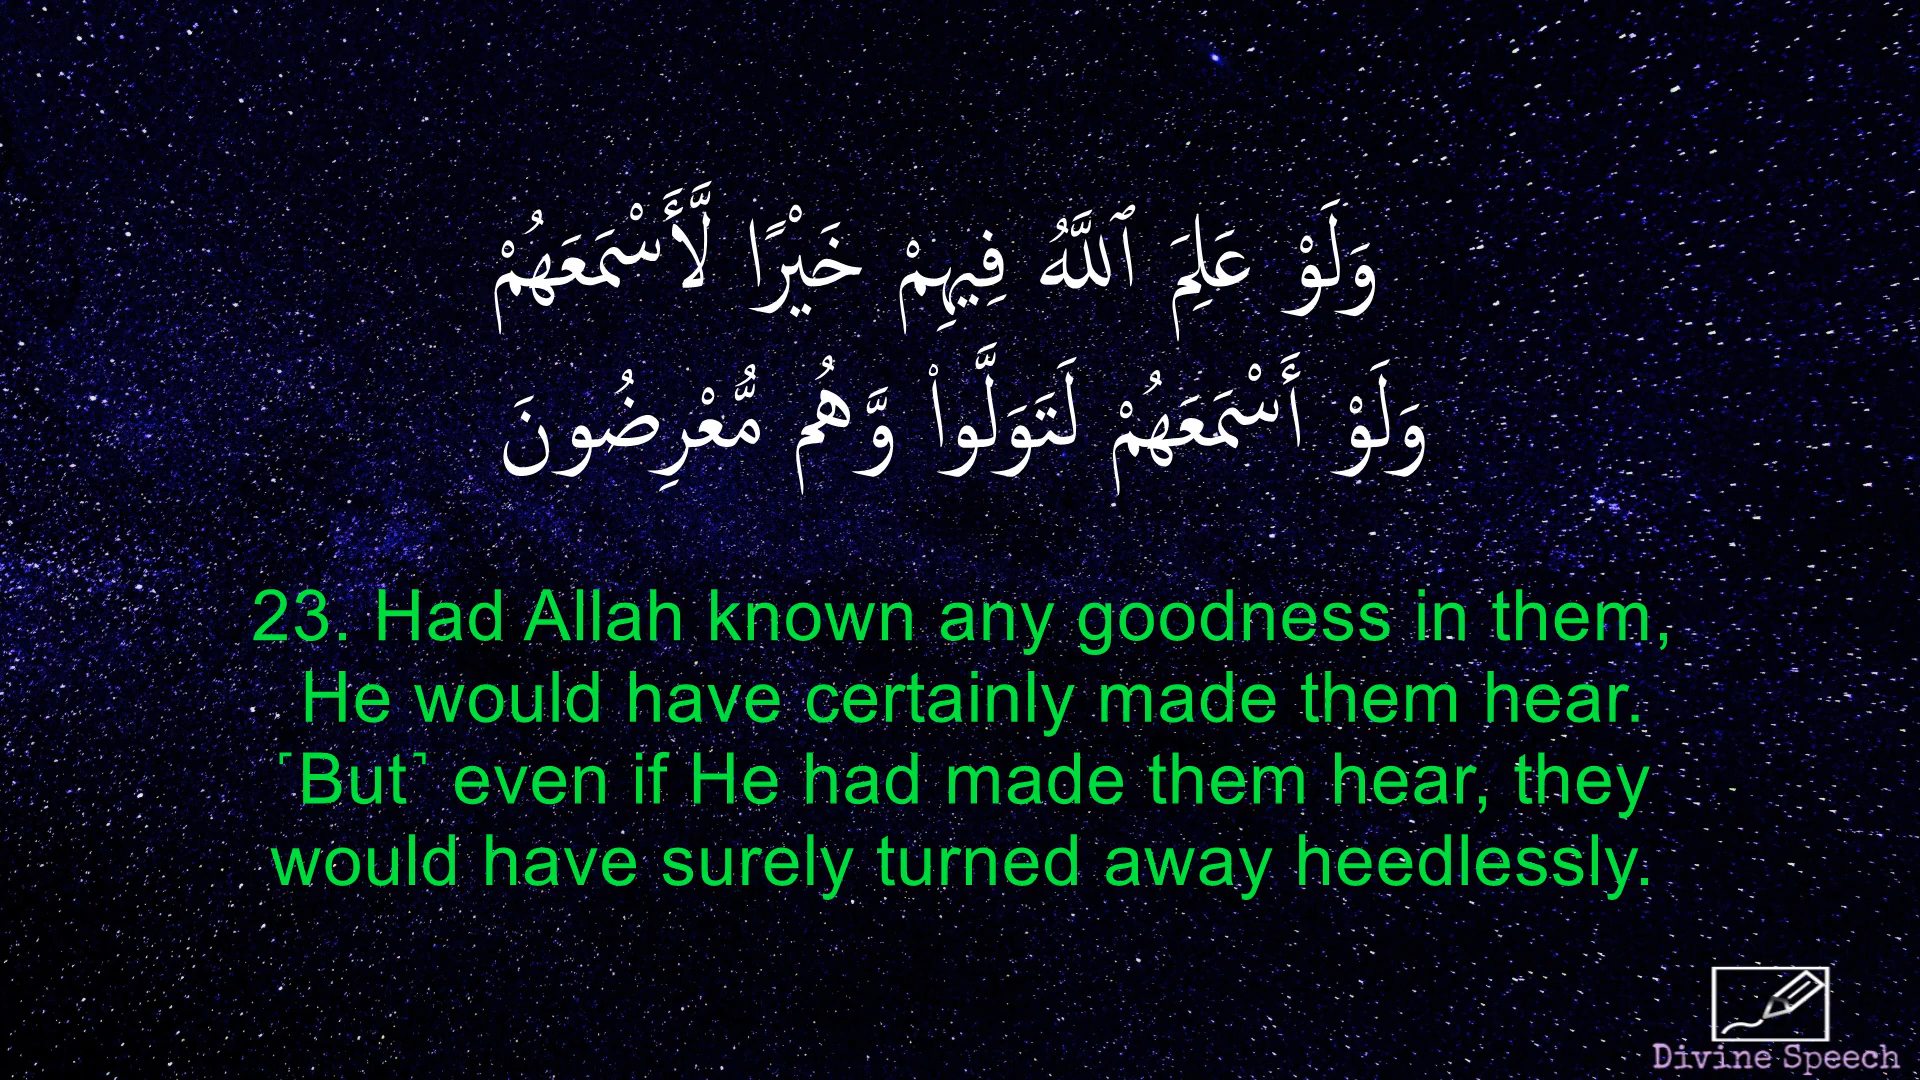 وَلَوْ عَلِمَ ٱللَّهُ فِيهِمْ خَيْرًا لَّأَسْمَعَهُمْ
وَلَوْ أَسْمَعَهُمْ لَتَوَلَّوا۟ وَّهُم مُّعْرِضُونَ
23. Had Allah known any goodness in them,
He would have certainly made them hear.
˹But˺ even if He had made them hear, they
would have surely turned away heedlessly.
Divine Speech